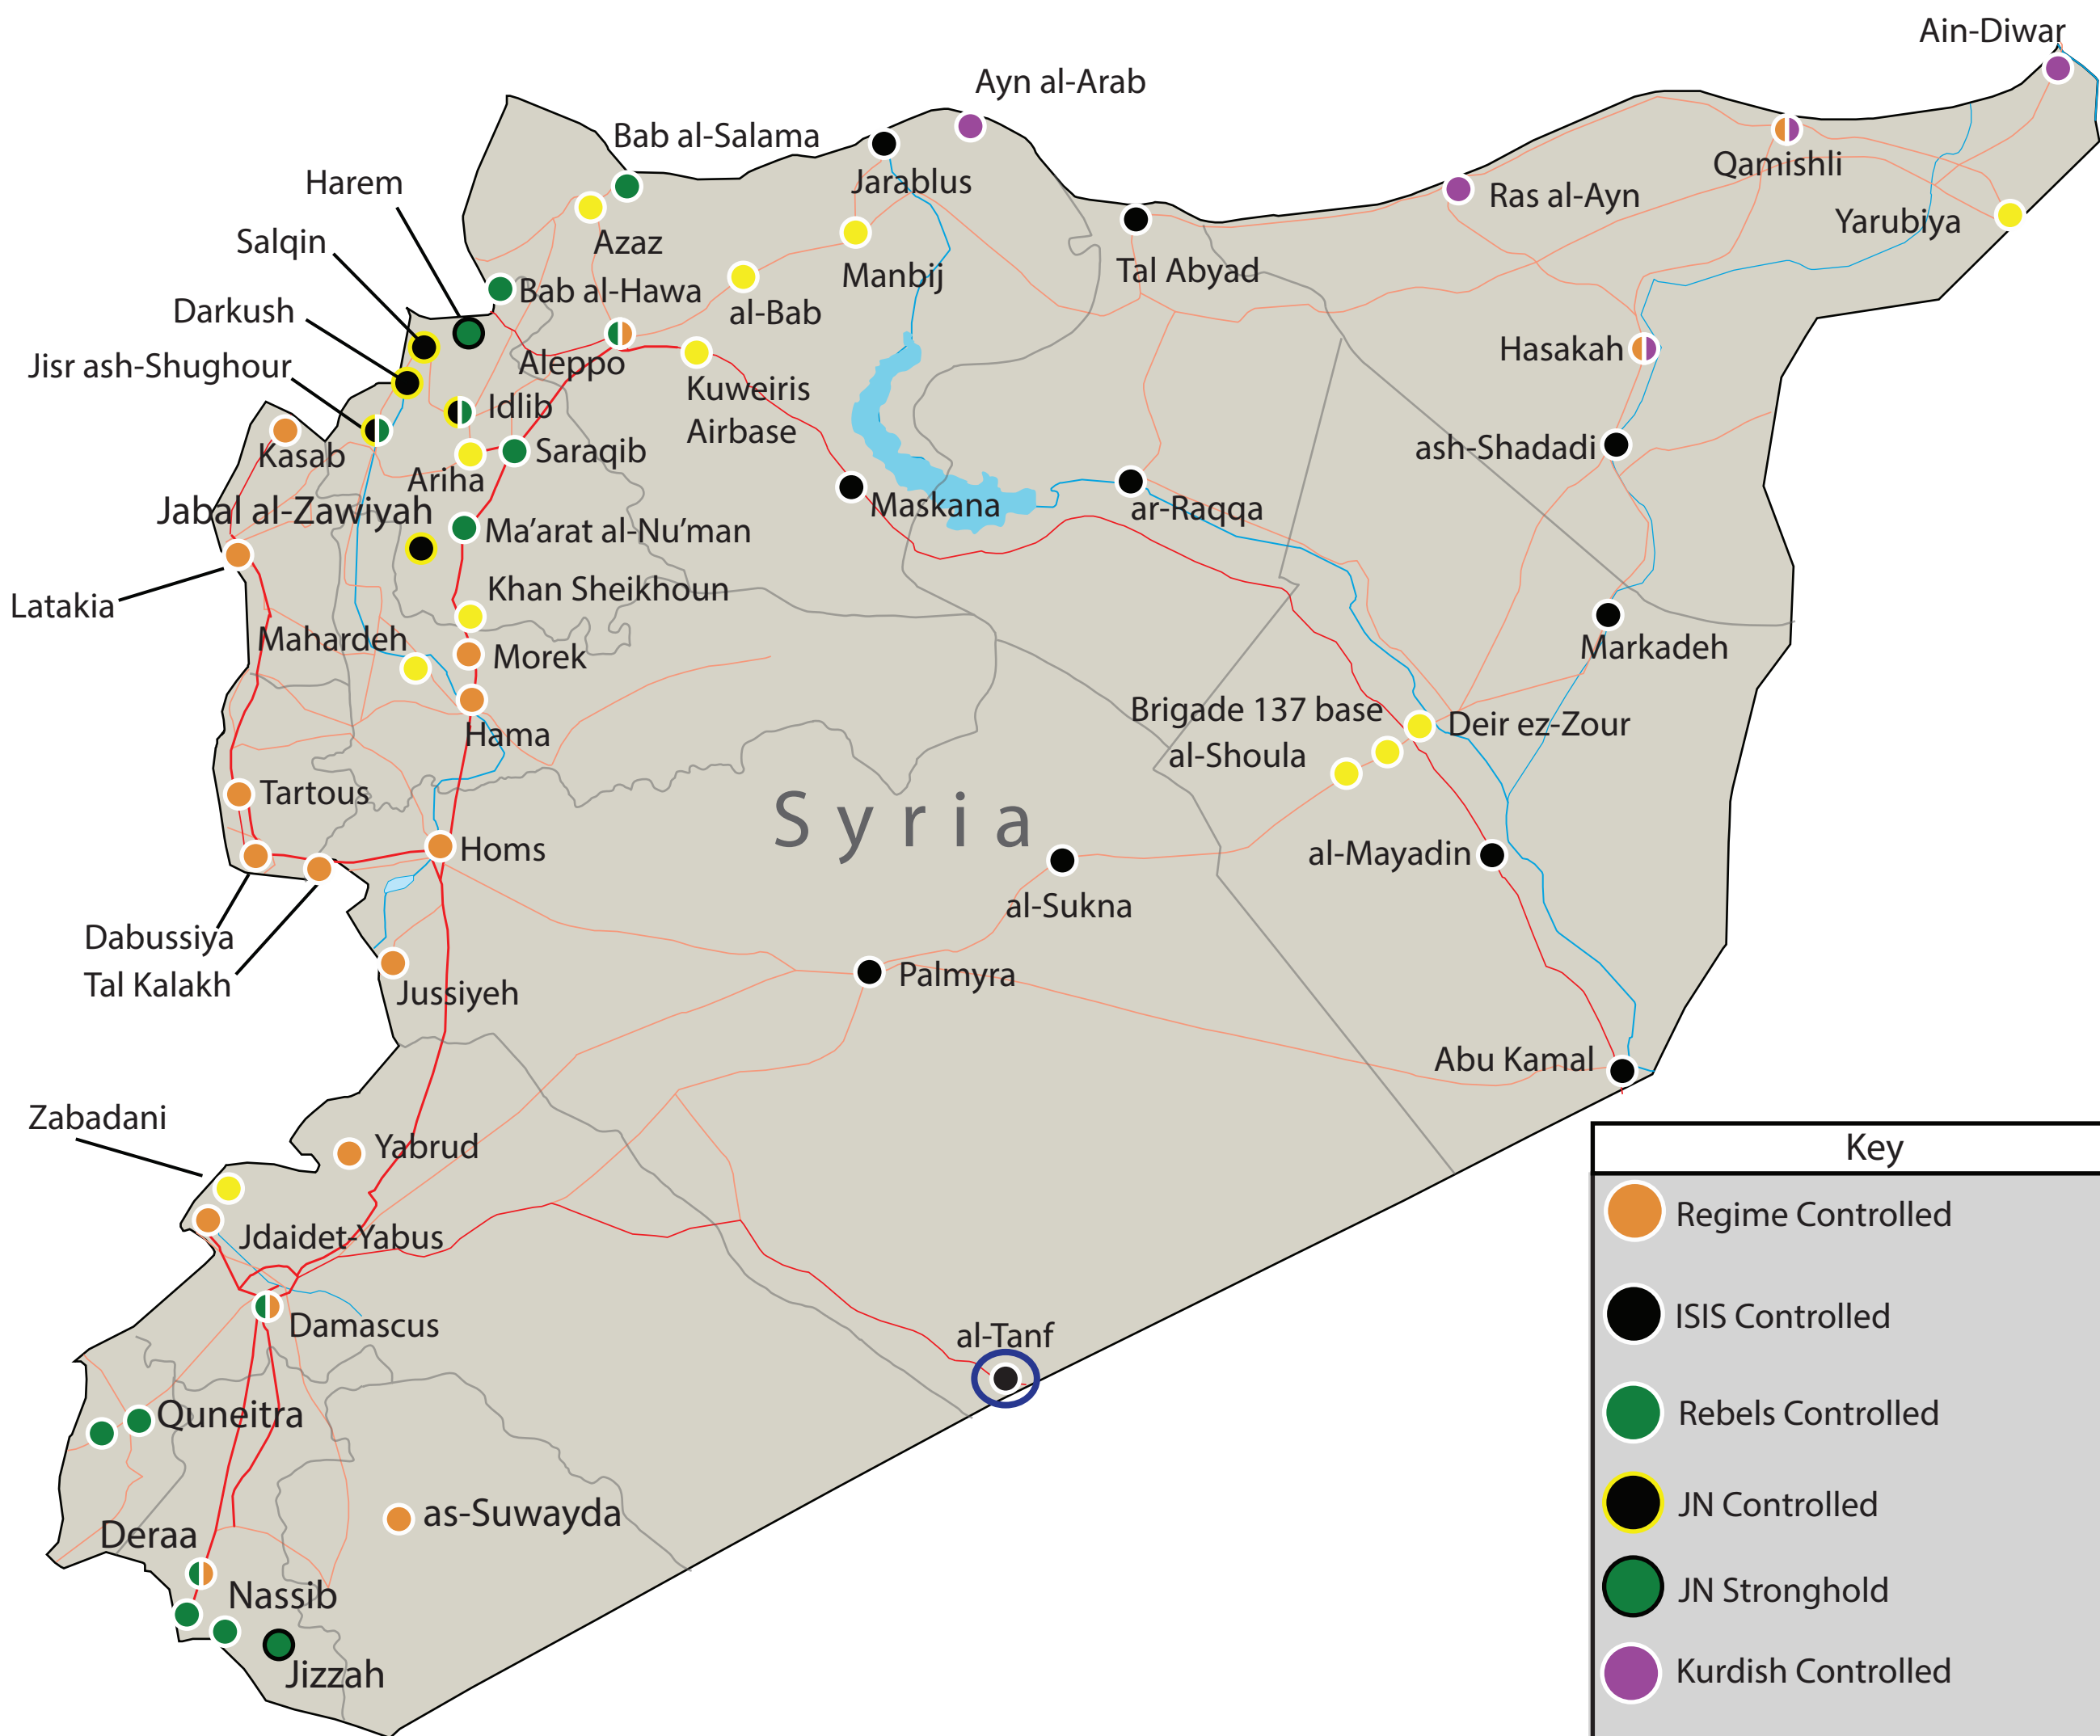 Ain-Diwar
Ayn al-Arab
Bab al-Salama
Jarablus
Qamishli
Harem
Ras al-Ayn
Yarubiya
Salqin
Azaz
Manbij
Tal Abyad
Bab al-Hawa
al-Bab
Darkush
Hasakah
Jisr ash-Shughour
Aleppo
Kuweiris
Airbase
Idlib
Kasab
Saraqib
ash-Shadadi
Ariha
Jabal al-Zawiyah
Maskana
ar-Raqqa
Ma'arat al-Nu'man
Latakia
Khan Sheikhoun
Mahardeh
Morek
Markadeh
Brigade 137 base
Deir ez-Zour
Hama
al-Shoula
Tartous
Syria
Homs
al-Mayadin
al-Sukna
Dabussiya
Tal Kalakh
Jussiyeh
Palmyra
Abu Kamal
Zabadani
Yabrud
Jdaidet-Yabus
Damascus
al-Tanf
Quneitra
as-Suwayda
Deraa
Nassib
Jizzah
Key
Regime Controlled
ISIS Controlled
Rebels Controlled
JN Controlled
JN Stronghold
Kurdish Controlled